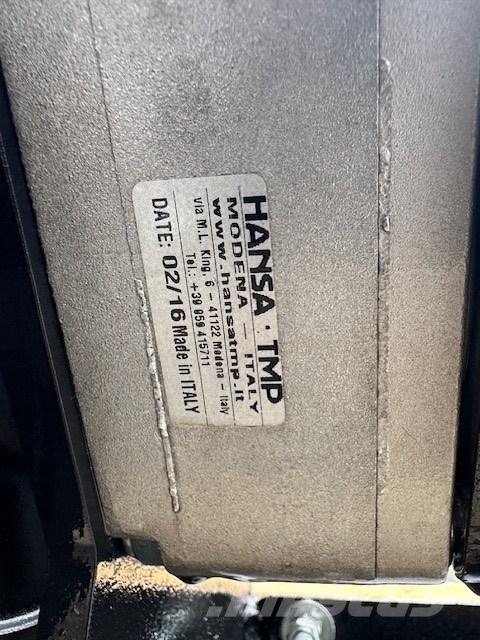 HANSA • TMP
MODENA — ITALY
www.hansatmp.it
via M.L. King, 6 - 41122 Modena - Italy
Tel.: +39 059 415711
DATE: 02/16 Made in ITALY